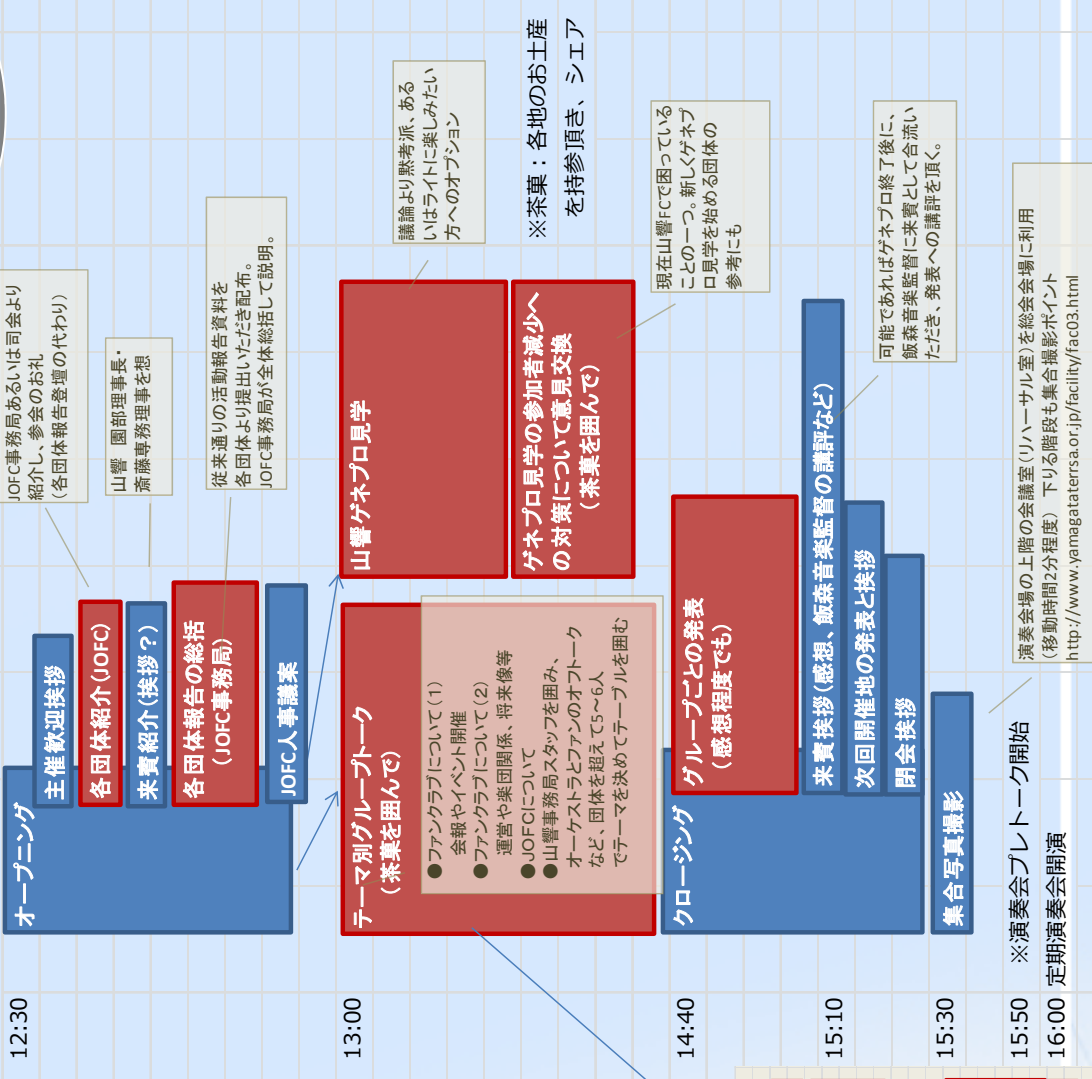 12:30
オープニング
主催歓迎挨拶
各団体紹介(JOFC)
JOFC事務局あるいは司会より
紹介し、参会のお礼
(各団体報告登壇の代わり)
来賓紹介(挨拶？)
山響 園部理事長・
斎藤専務理事を想
各団体報告の総括
(JOFC事務局)
従来通りの活動報告資料を
各団体より提出いただき配布。
JOFC事務局が全体総括して説明。
JOFC人事議案
13:00
テーマ別グループトーク
(茶菓を囲んで)
●ファンクラブについて(1)
会報やイベント開催
●ファンクラブについて(2)
運営や楽団関係、将来像等
●JOFCについて
●山響事務局スタッフを囲み、
オーケストラとファンのオフトーク
など、団体を超えて5～6人
でテーマを決めてテーブルを囲む
山響ゲネプロ見学
議論より黙考派、ある
いはライトに楽しみたい
方へのオプション
ゲネプロ見学の参加者減少へ
の対策について意見交換
(茶菓を囲んで)
※茶菓：各地のお土産
を持参頂き、シェア
現在山響FCで困っている
ことの一つ。新しくゲネプ
ロ見学を始める団体の
参考にも
14:40
クロージング
グループごとの発表
(感想程度でも)
15:10
来賓挨拶(感想、飯森音楽監督の講評など)
可能であればゲネプロ終了後に、
飯森音楽監督に来賓として合流い
ただき、発表への講評を頂く。
次回開催地の発表と挨拶
閉会挨拶
15:30
集合写真撮影
演奏会場の上階の会議室(リハーサル室)を総会会場に利用
(移動時間2分程度) 下りる階段も集合撮影ポイント
http://www.yamagatatersa.or.jp/facility/fac03.html
15:50
※演奏会プレトーク開始
16:00
定期演奏会開演